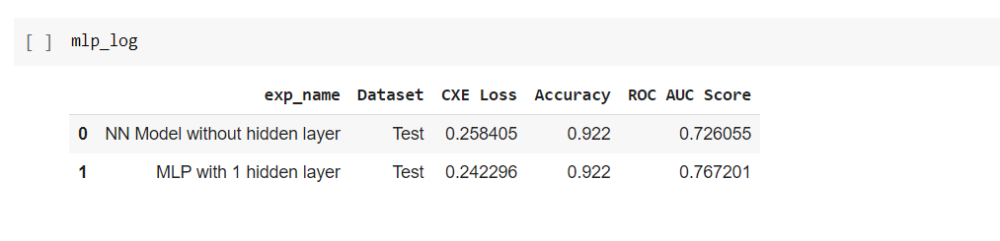 [ ] mlp_log
exp_name Dataset CXE Loss Accuracy ROC AUC Score
0 NN Model without hidden layer Test 0.258405 0.922 0.726055
1 MLP with 1 hidden layer Test 0.242296 0.922 0.767201